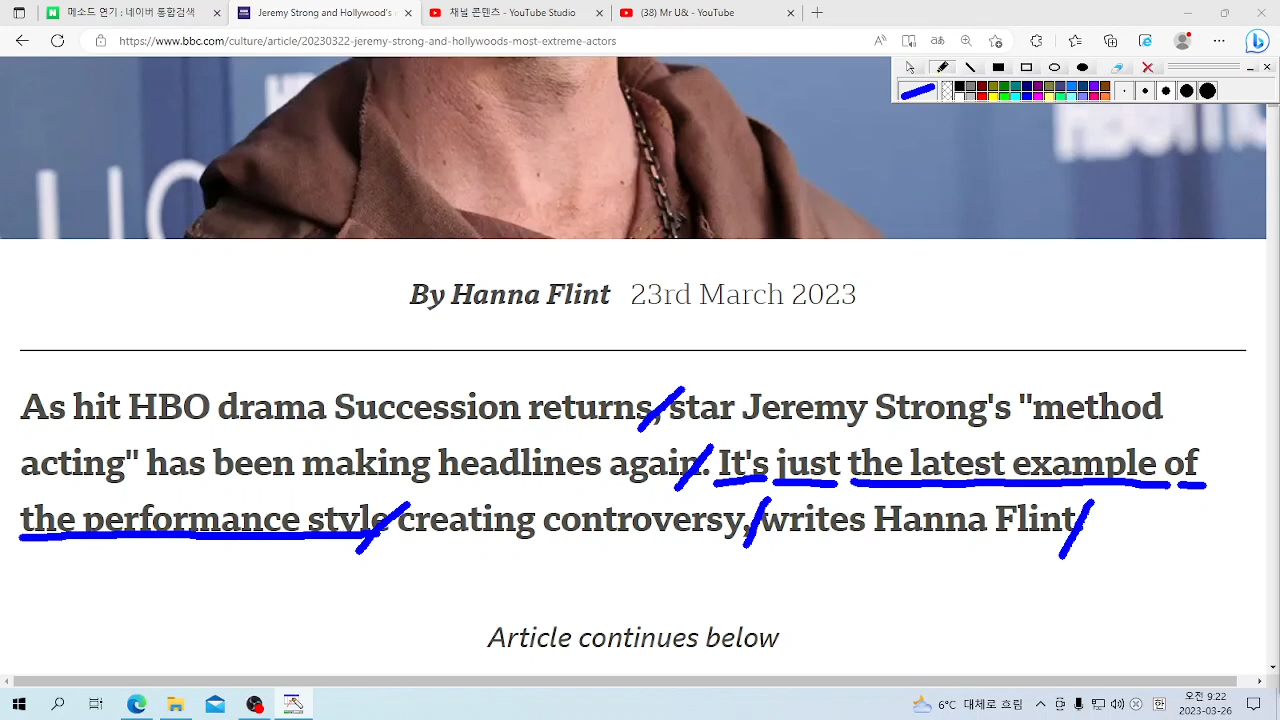 메소드 연기 : 네이버 통합검색
Jeremy Strong and Hollywood's
채널 콘텐츠 - YouTube Studio
(38) Mr 나눅 - YouTube
https://www.bbc.com/culture/article/20230322-jeremy-strong-and-hollywoods-most-extreme-actors
By Hanna Flint 23rd March 2023
As hit HBO drama Succession returns, star Jeremy Strong's "method
acting" has been making headlines again. It's just the latest example of
the performance style creating controversy, writes Hanna Flint
Article continues below
6°C 대체로 흐림
오전 9:22
2023-03-26